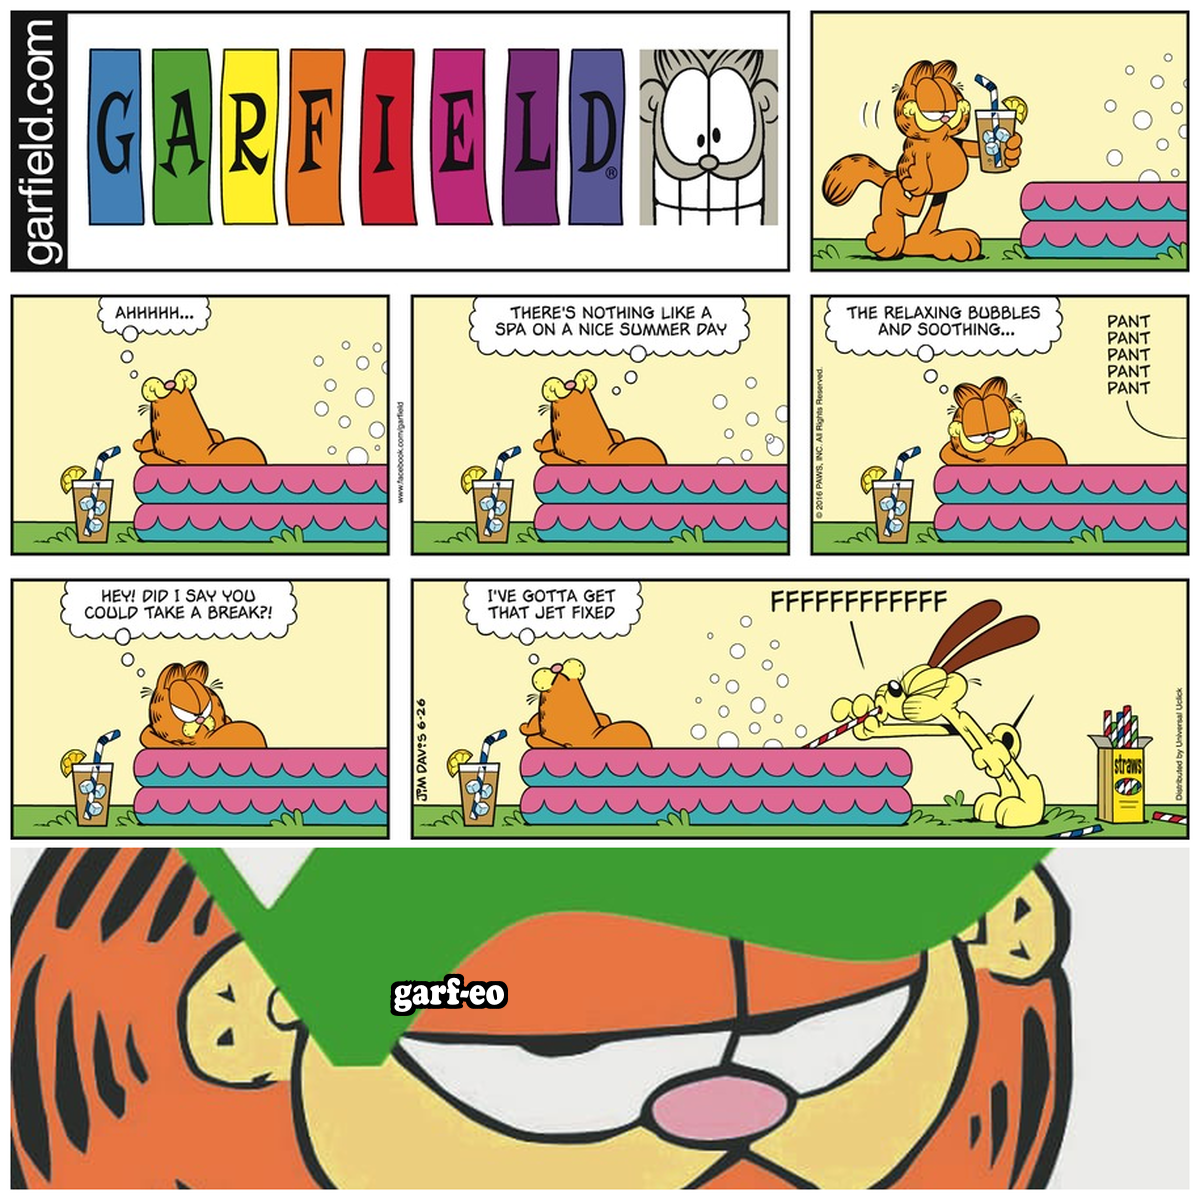 garfield.com
GARFIELD®
AHHHHH...
www.facebook.com/garfield
THERE'S NOTHING LIKE A
SPA ON A NICE SUMMER DAY
THE RELAXING BUBBLES
AND SOOTHING...
PANT
PANT
PANT
PANT
PANT
© 2016 PAWS, INC. All Rights Reserved.
HEY! DID I SAY YOU
COULD TAKE A BREAK?!
I'VE GOTTA GET
THAT JET FIXED
FFFFFFFFFFFF
JIM DAVIS 6-26
straws
Distributed by Universal Uclick
garf-eo